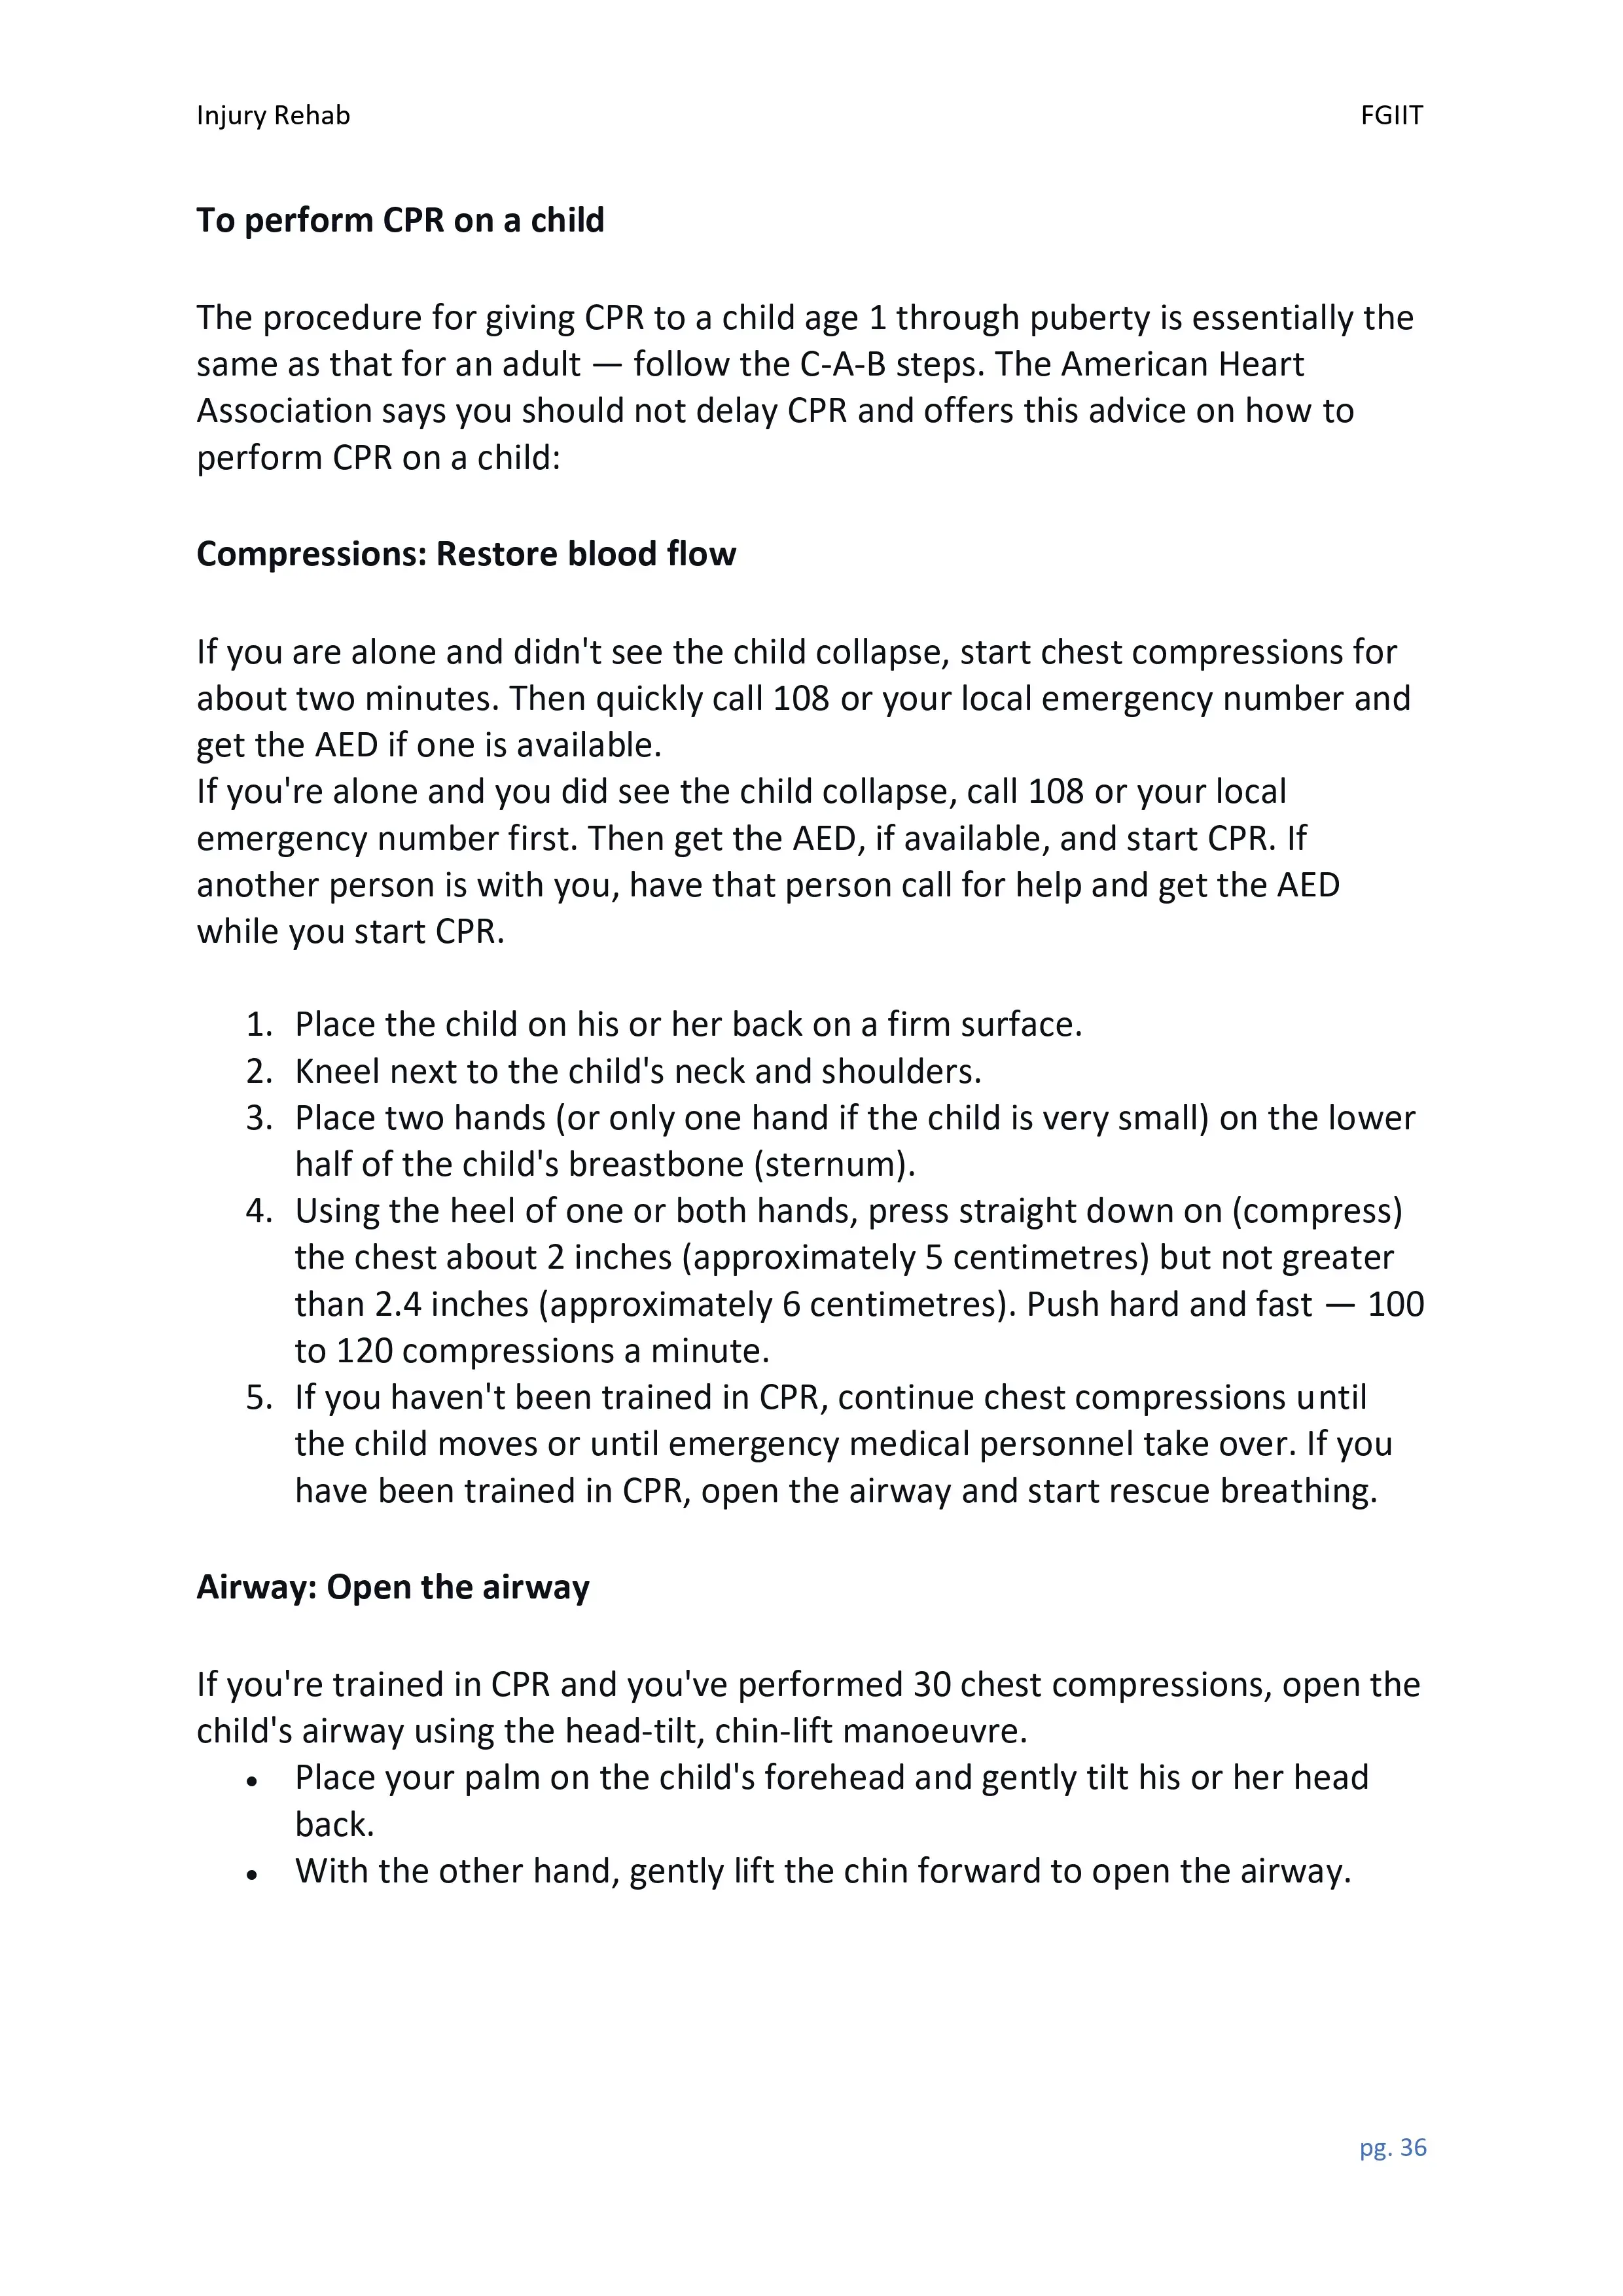 Injury Rehab FGIIT
To perform CPR on a child
The procedure for giving CPR to a child age 1 through puberty is essentially the
same as that for an adult — follow the C-A-B steps. The American Heart
Association says you should not delay CPR and offers this advice on how to
perform CPR on a child:
Compressions: Restore blood flow
If you are alone and didn't see the child collapse, start chest compressions for
about two minutes. Then quickly call 108 or your local emergency number and
get the AED if one is available.
If you're alone and you did see the child collapse, call 108 or your local
emergency number first. Then get the AED, if available, and start CPR. If
another person is with you, have that person call for help and get the AED
while you start CPR.
1. Place the child on his or her back on a firm surface.
2. Kneel next to the child's neck and shoulders.
3. Place two hands (or only one hand if the child is very small) on the lower
half of the child's breastbone (sternum).
4. Using the heel of one or both hands, press straight down on (compress)
the chest about 2 inches (approximately 5 centimetres) but not greater
than 2.4 inches (approximately 6 centimetres). Push hard and fast — 100
to 120 compressions a minute.
5. If you haven't been trained in CPR, continue chest compressions until
the child moves or until emergency medical personnel take over. If you
have been trained in CPR, open the airway and start rescue breathing.
Airway: Open the airway
If you're trained in CPR and you've performed 30 chest compressions, open the
child's airway using the head-tilt, chin-lift manoeuvre.
• Place your palm on the child's forehead and gently tilt his or her head
back.
• With the other hand, gently lift the chin forward to open the airway.
pg. 36